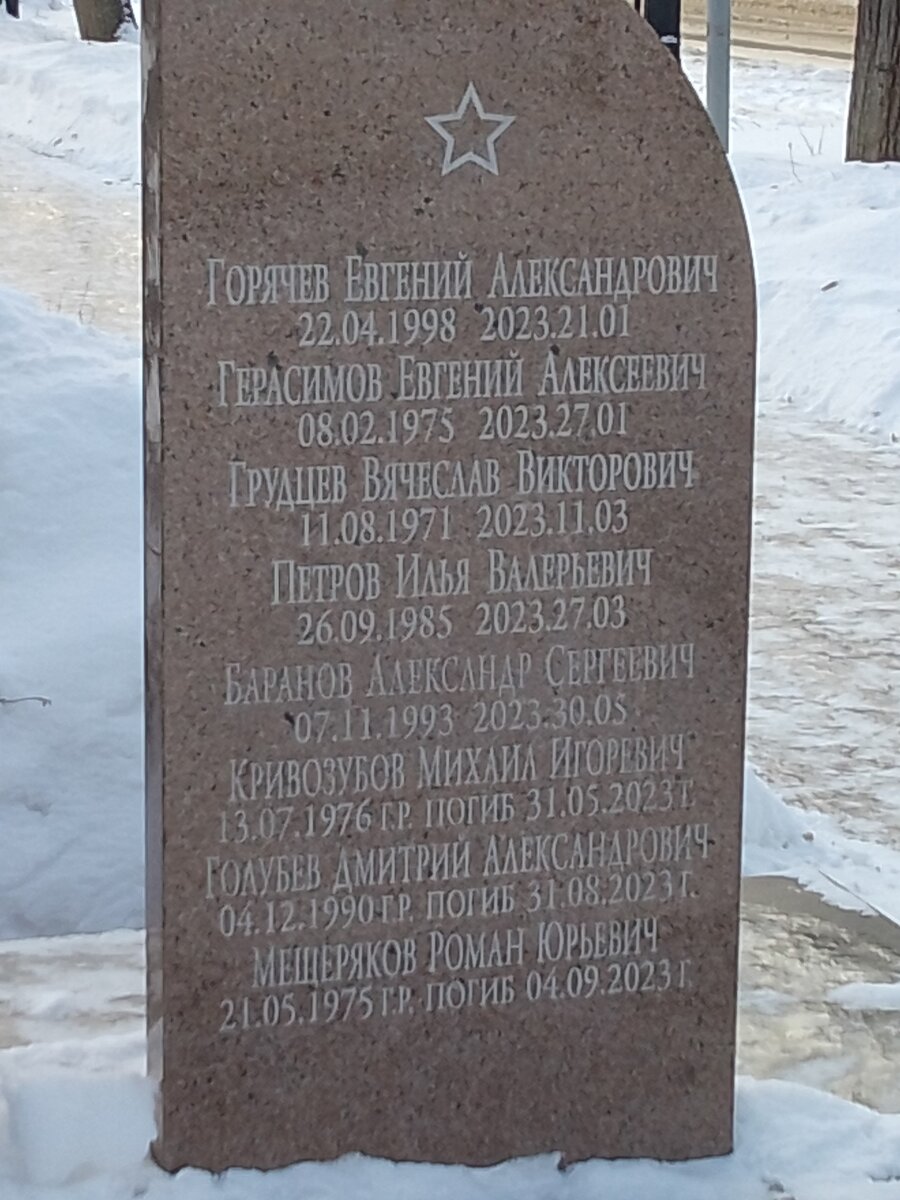 Горячев Евгений Александрович
22.04.1998 2023.21.01
Герасимов Евгений Алексеевич
08.02.1975 2023.27.01
Грудцев Вячеслав Викторович
11.08.1971 2023.11.03
Петров Илья Валерьевич
26.09.1985 2023.27.03
Баранов Александр Сергеевич
07.11.1993 2023.30.05
Кривозубов Михаил Игоревич
13.07.1976 г.р. погиб 31.05.2023 г.
Голубев Дмитрий Александрович
04.12.1990 г.р. погиб 31.08.2023 г.
Мещеряков Роман Юрьевич
21.05.1975 г.р. погиб 04.09.2023 г.